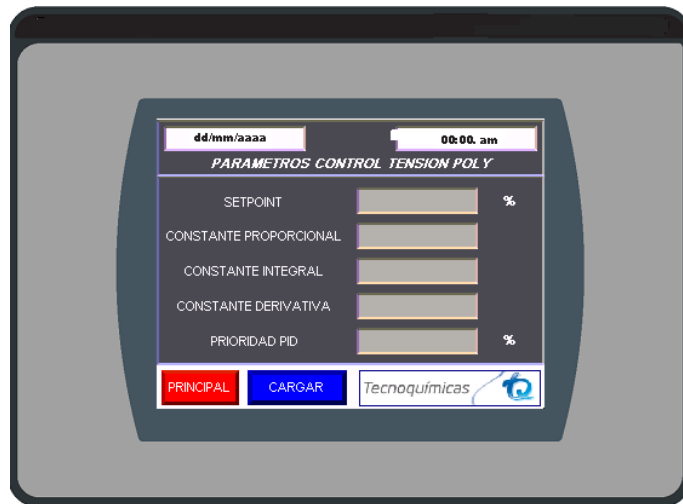 dd/mm/aaaa 00:00. am
PARAMETROS CONTROL TENSION POLY
SETPOINT %
CONSTANTE PROPORCIONAL
CONSTANTE INTEGRAL
CONSTANTE DERIVATIVA
PRIORIDAD PID %
PRINCIPAL CARGAR Tecnoquímicas TQ